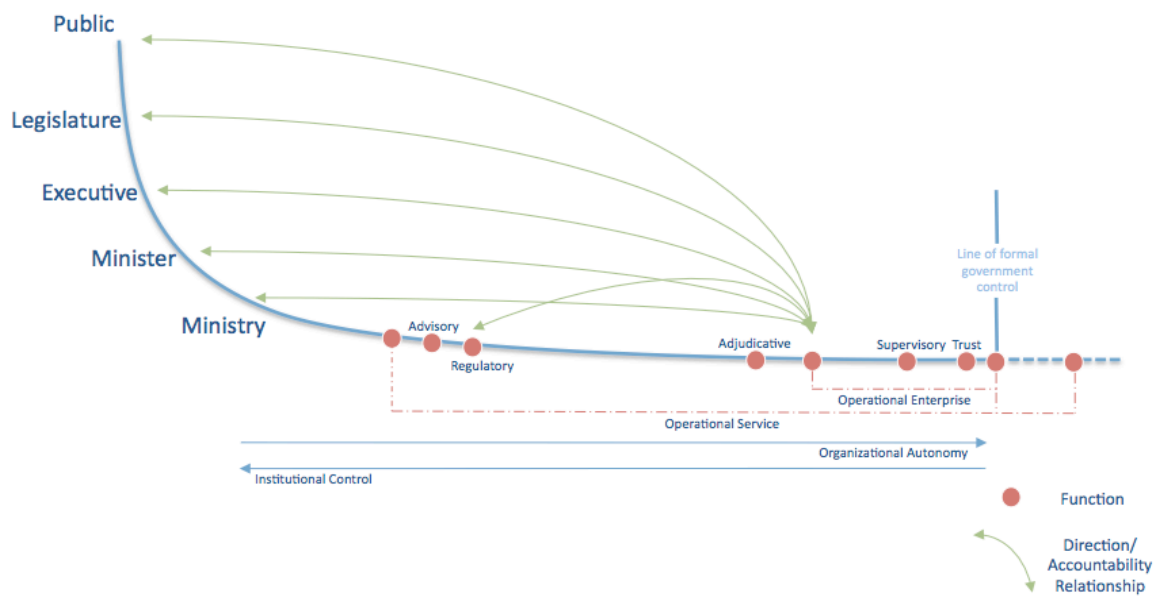 Public
Legislature
Executive
Minister
Ministry
Line of formal
government
control
Advisory
Regulatory
Adjudicative
Supervisory
Trust
Operational Enterprise
Operational Service
Organizational Autonomy
Institutional Control
Function
Direction/
Accountability
Relationship